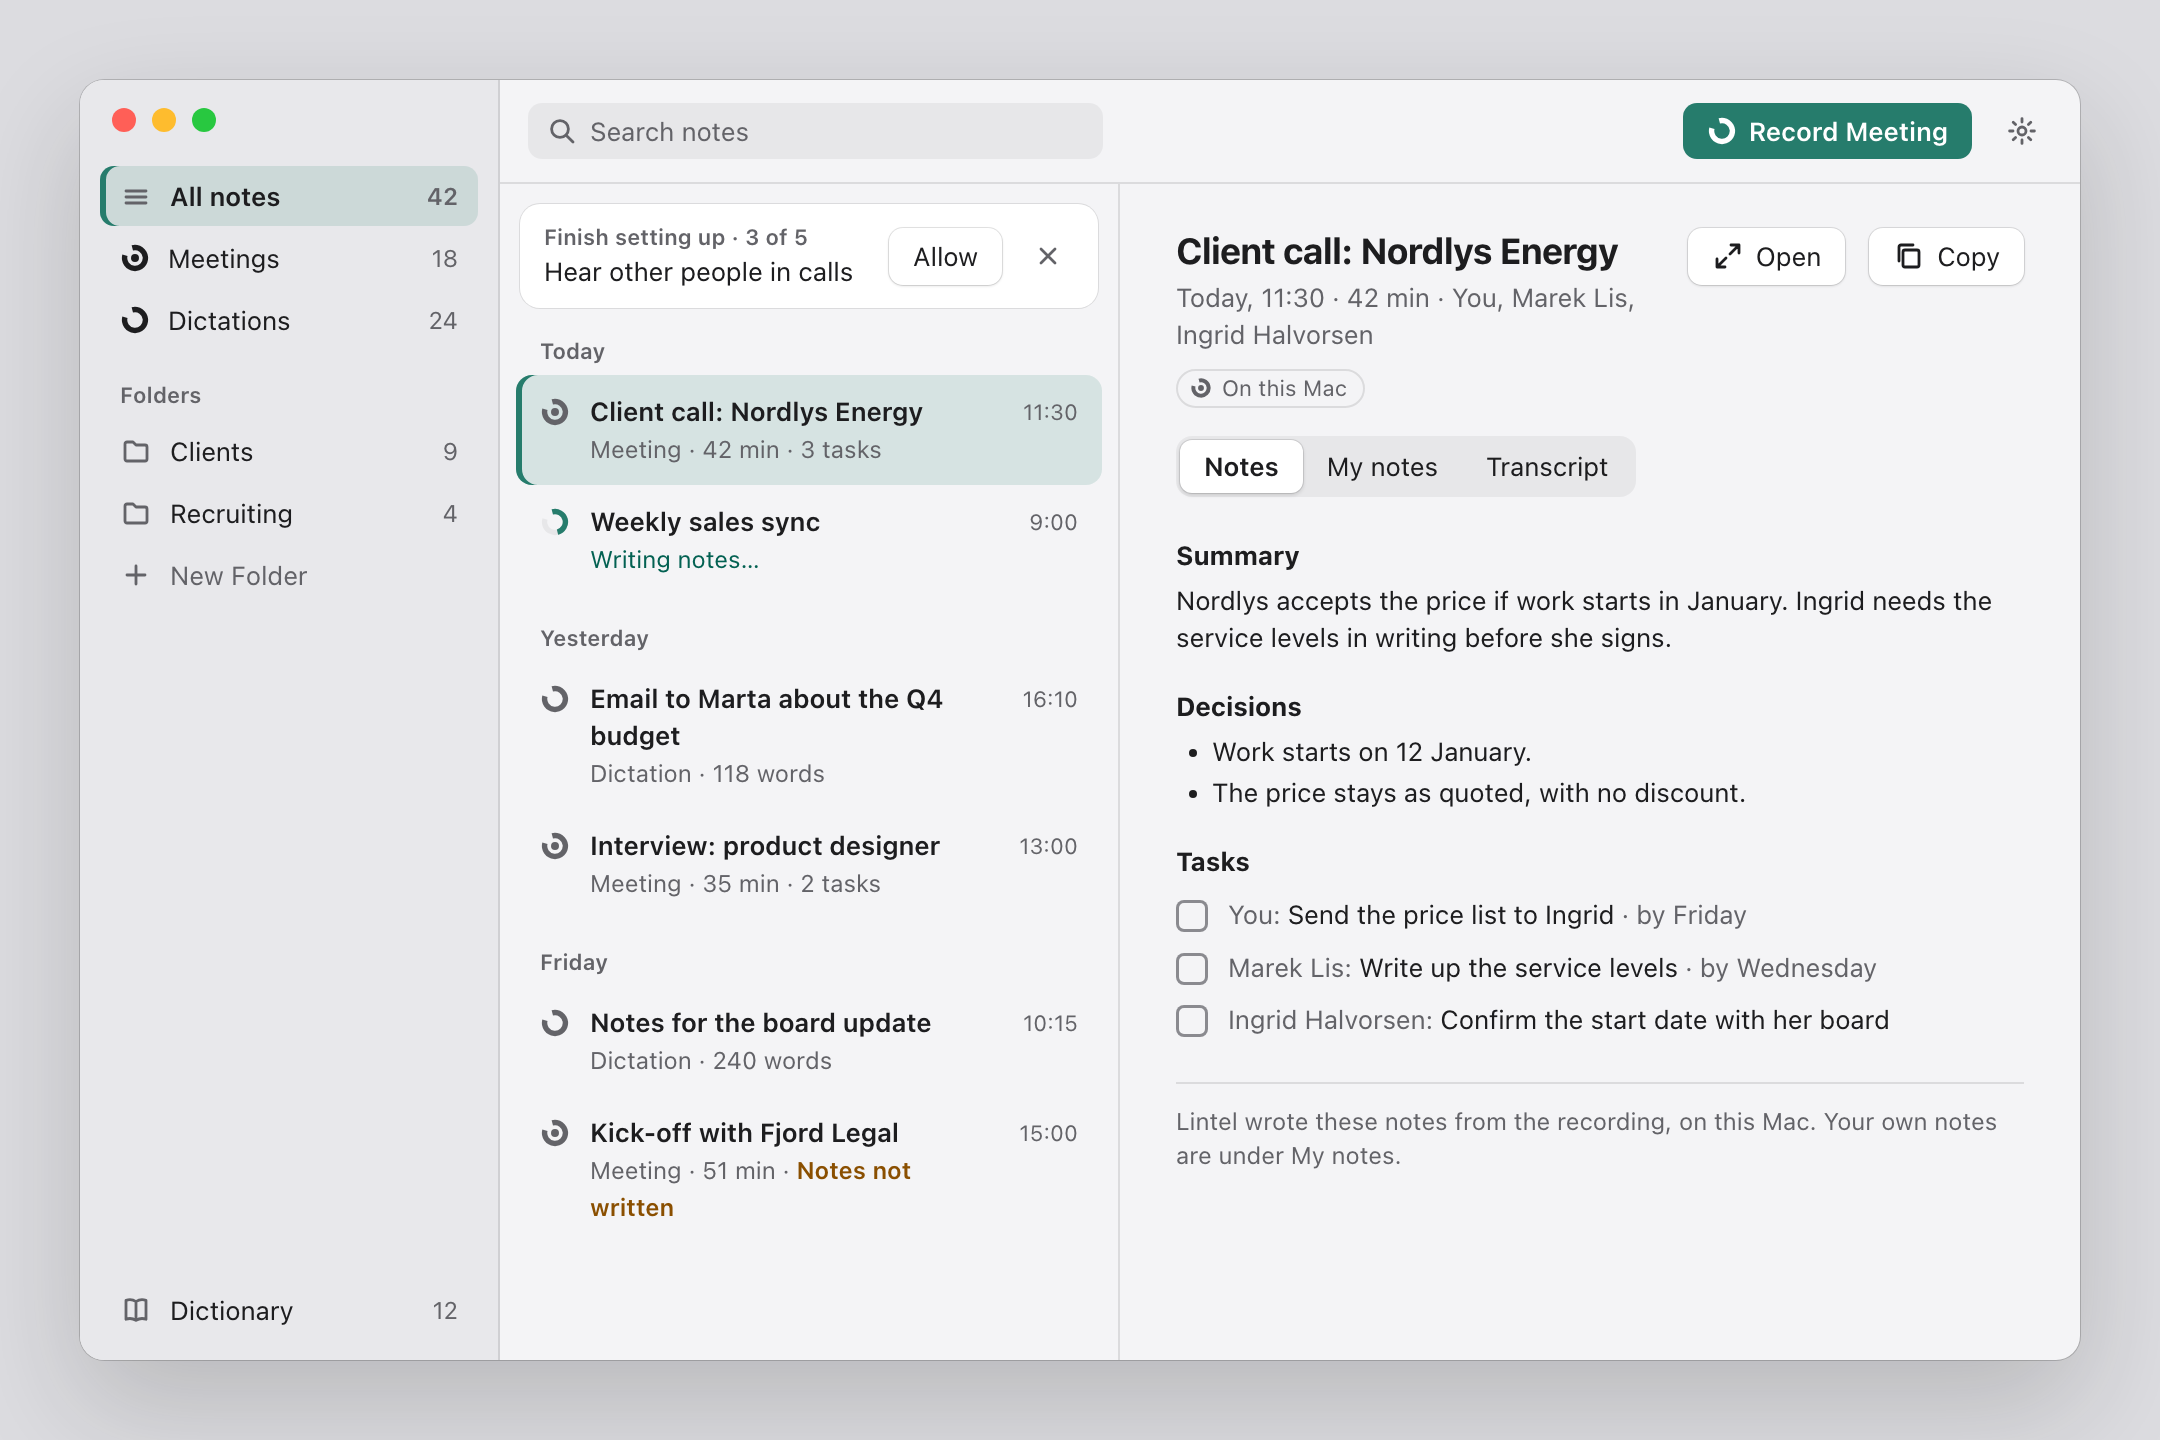 All notes 42
Meetings 18
Dictations 24
Folders
Clients 9
Recruiting 4
New Folder
Dictionary 12
Search notes
Record Meeting
Finish setting up · 3 of 5
Hear other people in calls
Allow
Today
Client call: Nordlys Energy 11:30
Meeting · 42 min · 3 tasks
Weekly sales sync 9:00
Writing notes...
Yesterday
Email to Marta about the Q4 16:10
budget
Dictation · 118 words
Interview: product designer 13:00
Meeting · 35 min · 2 tasks
Friday
Notes for the board update 10:15
Dictation · 240 words
Kick-off with Fjord Legal 15:00
Meeting · 51 min · Notes not
written
Client call: Nordlys Energy
Open
Copy
Today, 11:30 · 42 min · You, Marek Lis,
Ingrid Halvorsen
On this Mac
Notes
My notes
Transcript
Summary
Nordlys accepts the price if work starts in January. Ingrid needs the
service levels in writing before she signs.
Decisions
• Work starts on 12 January.
• The price stays as quoted, with no discount.
Tasks
You: Send the price list to Ingrid · by Friday
Marek Lis: Write up the service levels · by Wednesday
Ingrid Halvorsen: Confirm the start date with her board
Lintel wrote these notes from the recording, on this Mac. Your own notes
are under My notes.